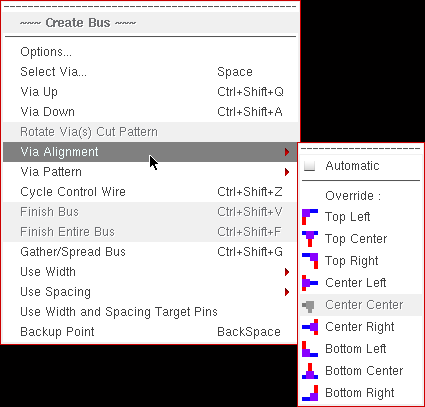 ~~~ Create Bus ~~~
Options...
Select Via... Space
Via Up Ctrl+Shift+Q
Via Down Ctrl+Shift+A
Rotate Via(s) Cut Pattern
Via Alignment
Via Pattern
Cycle Control Wire Ctrl+Shift+Z
Finish Bus Ctrl+Shift+V
Finish Entire Bus Ctrl+Shift+F
Gather/Spread Bus Ctrl+Shift+G
Use Width
Use Spacing
Use Width and Spacing Target Pins
Backup Point BackSpace
Automatic
Override :
Top Left
Top Center
Top Right
Center Left
Center Center
Center Right
Bottom Left
Bottom Center
Bottom Right